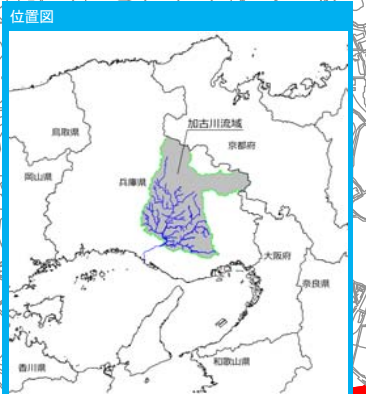 位置図
加古川流域
鳥取県
京都府
岡山県
兵庫県
大阪府
奈良県
和歌山県
香川県